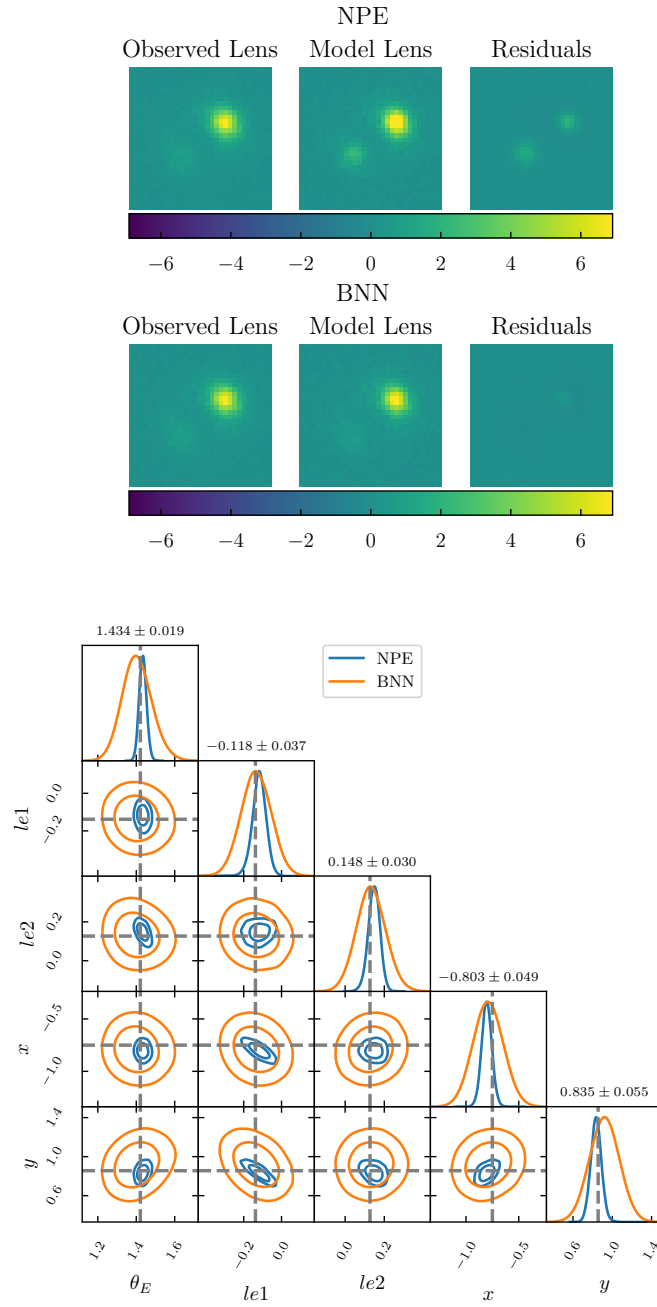 NPE
Observed Lens Model Lens Residuals
−6 −4 −2 0 2 4 6
BNN
Observed Lens Model Lens Residuals
−6 −4 −2 0 2 4 6
1.434 ± 0.019
NPE
BNN
−0.118 ± 0.037
le1
0.0
−0.2
0.148 ± 0.030
le2
0.2
0.0
−0.803 ± 0.049
x
−0.5
−1.0
0.835 ± 0.055
y
1.4
1.0
0.6
1.2 1.4 1.6 −0.2 0.0 0.0 0.2 −1.0 −0.5 0.6 1.0 1.4
θ_E le1 le2 x y